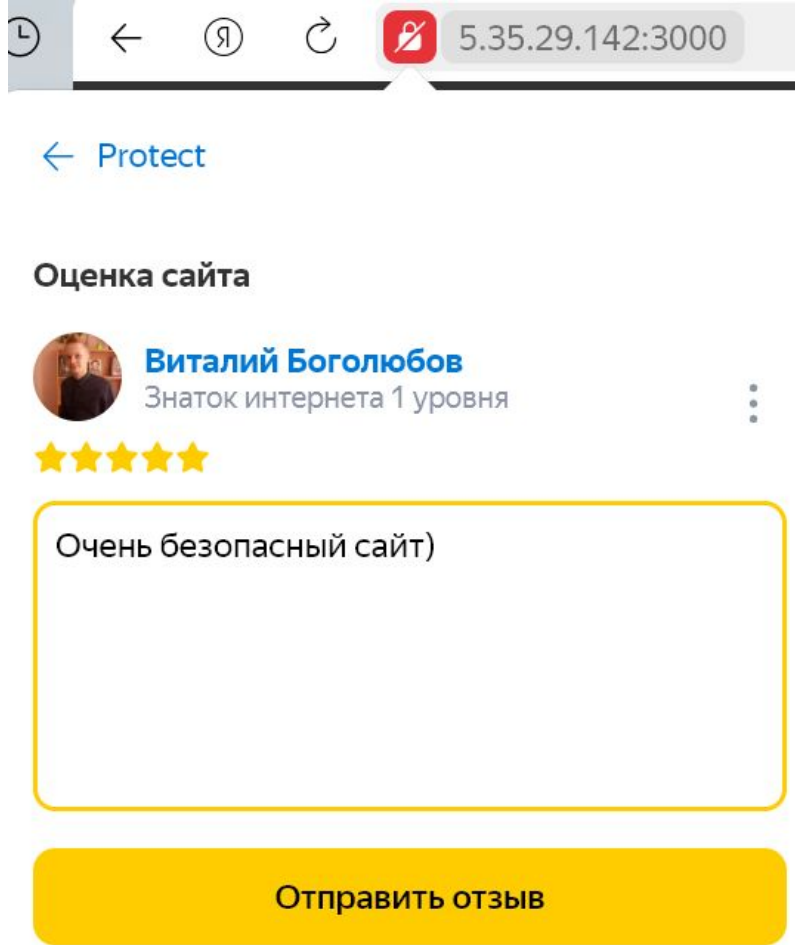 Я 5.35.29.142:3000
← Protect
Оценка сайта
Виталий Боголюбов
Знаток интернета 1 уровня
Очень безопасный сайт)
Отправить отзыв